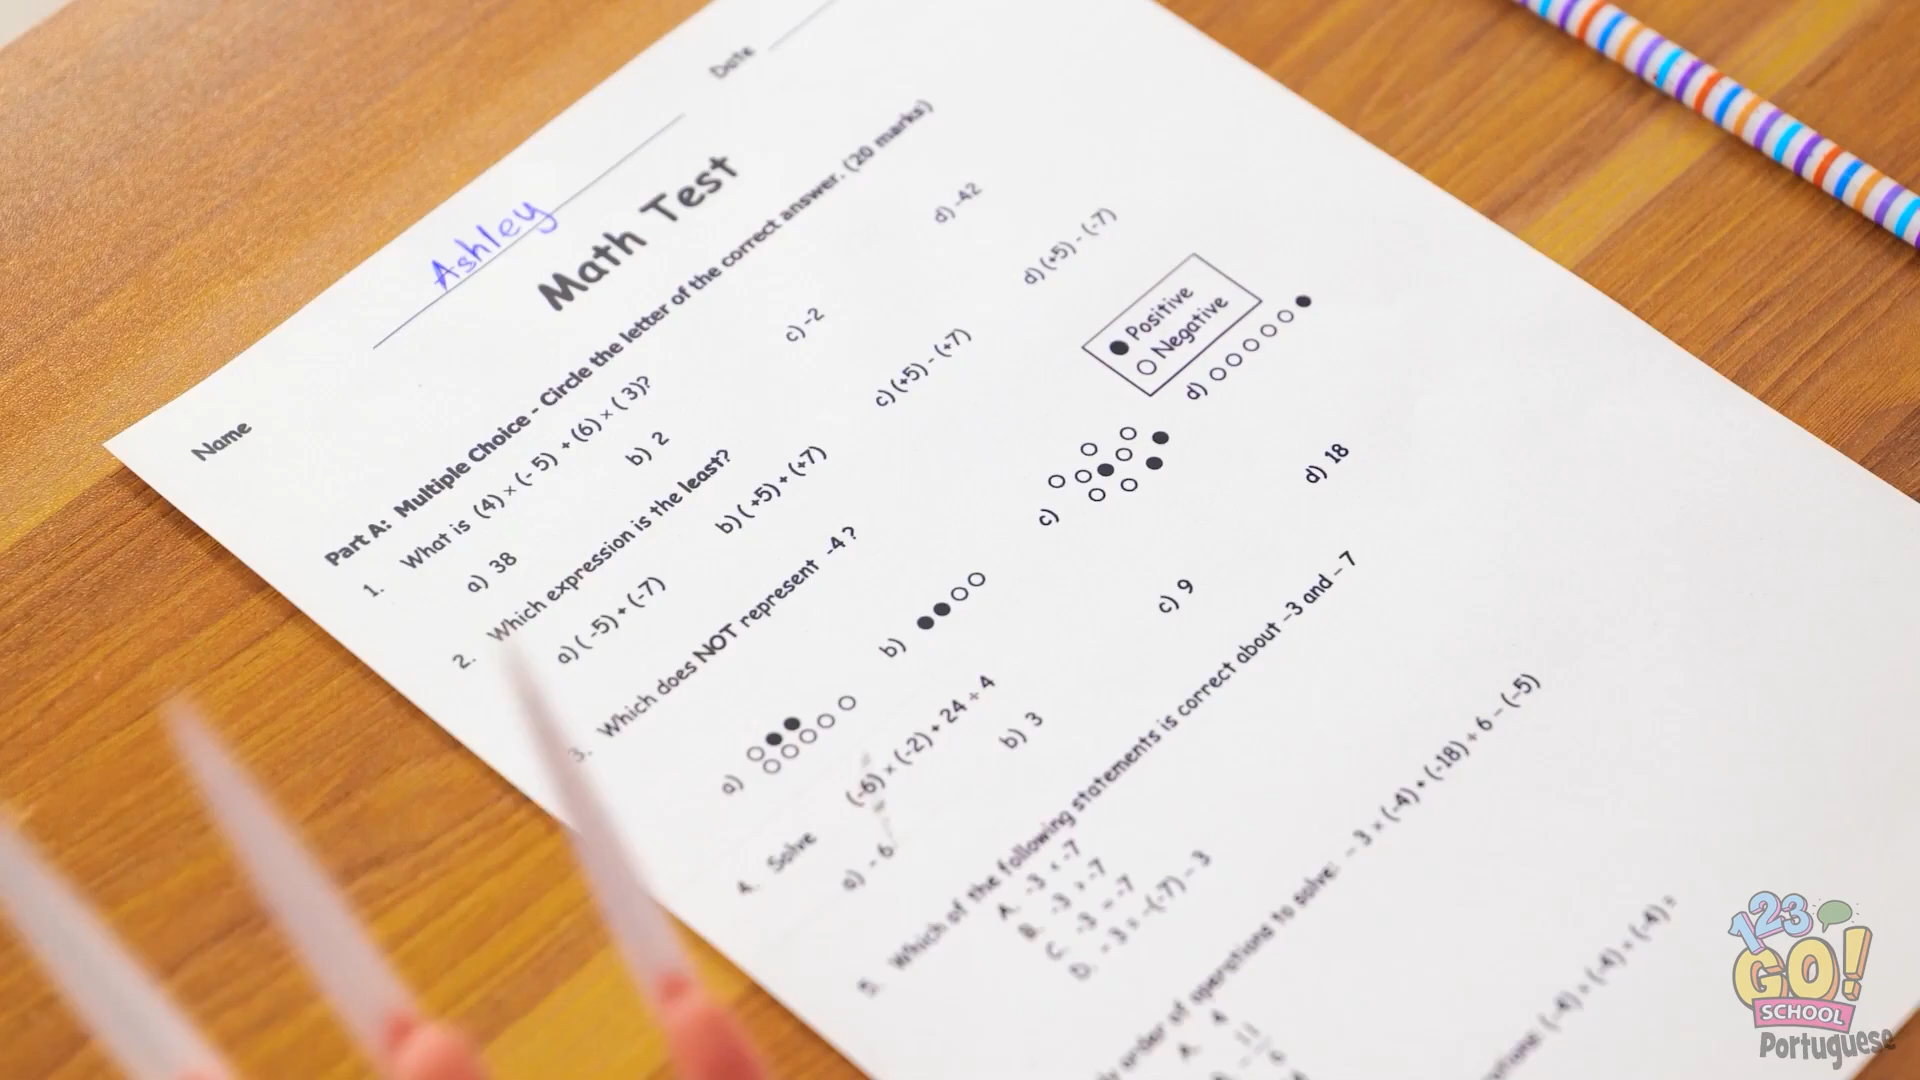 Name Ashley Date
Math Test
Part A: Multiple Choice - Circle the letter of the correct answer. (20 marks)
1. What is (4) × (- 5) + (6) × ( 3)?
a) 38 b) 2 c) -2 d) -42
2. Which expression is the least?
a) ( -5) + (-7) b) ( +5) + (+7) c) (+5) - (+7) d) (+5) - (-7)
3. Which does NOT represent -4 ?
Positive
Negative
a) b) c) d)
4. Solve (-6) × (-2) + 24 ÷ 4
a) - 6 b) 3 c) 9 d) 18
5. Which of the following statements is correct about -3 and - 7
A. -3 < -7
B. -3 > -7
C. -3 = -7
D. - 3 × -(-7) - 3
order of operations to solve: - 3 × (-4) + (-18) ÷ 6 - (-5)
A. 4
(-4) × (-4) × (-4) =
123
GO!
SCHOOL
Portuguese